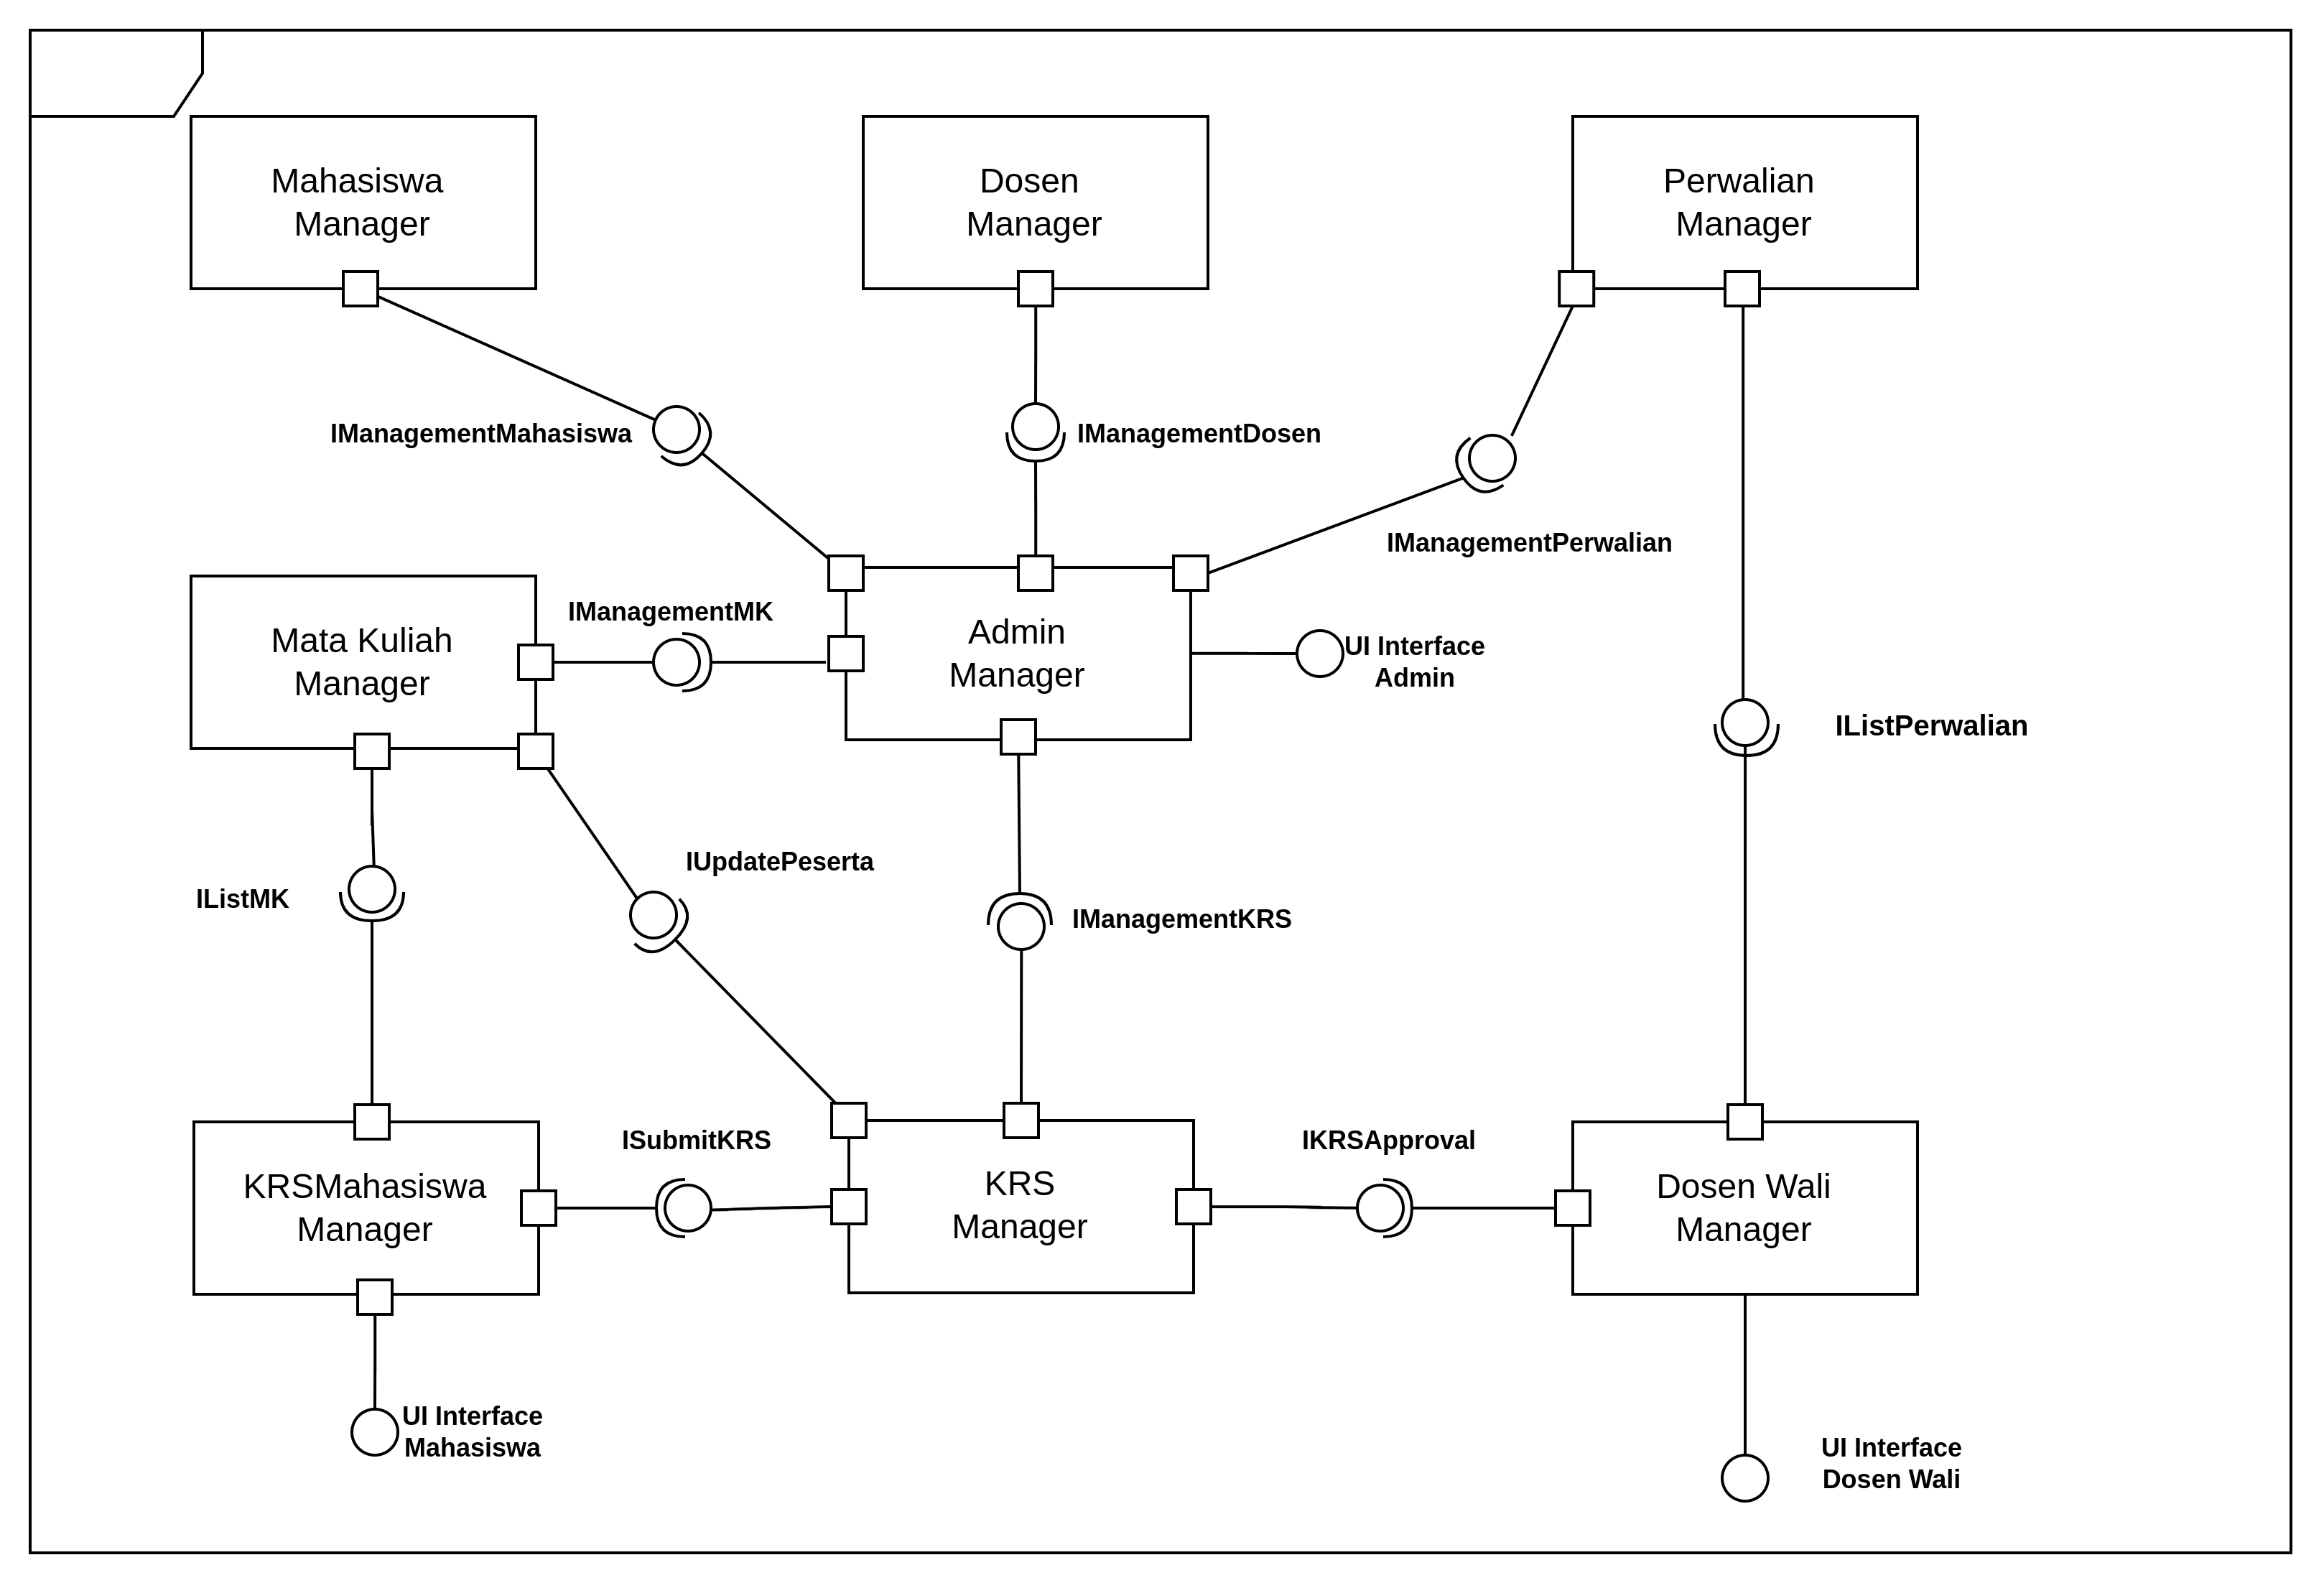 Mahasiswa
Manager
Dosen
Manager
Perwalian
Manager
IManagementMahasiswa
IManagementDosen
IManagementPerwalian
Mata Kuliah
Manager
IManagementMK
Admin
Manager
UI Interface
Admin
IListPerwalian
IListMK
IUpdatePeserta
IManagementKRS
KRSMahasiswa
Manager
ISubmitKRS
KRS
Manager
IKRSApproval
Dosen Wali
Manager
UI Interface
Mahasiswa
UI Interface
Dosen Wali